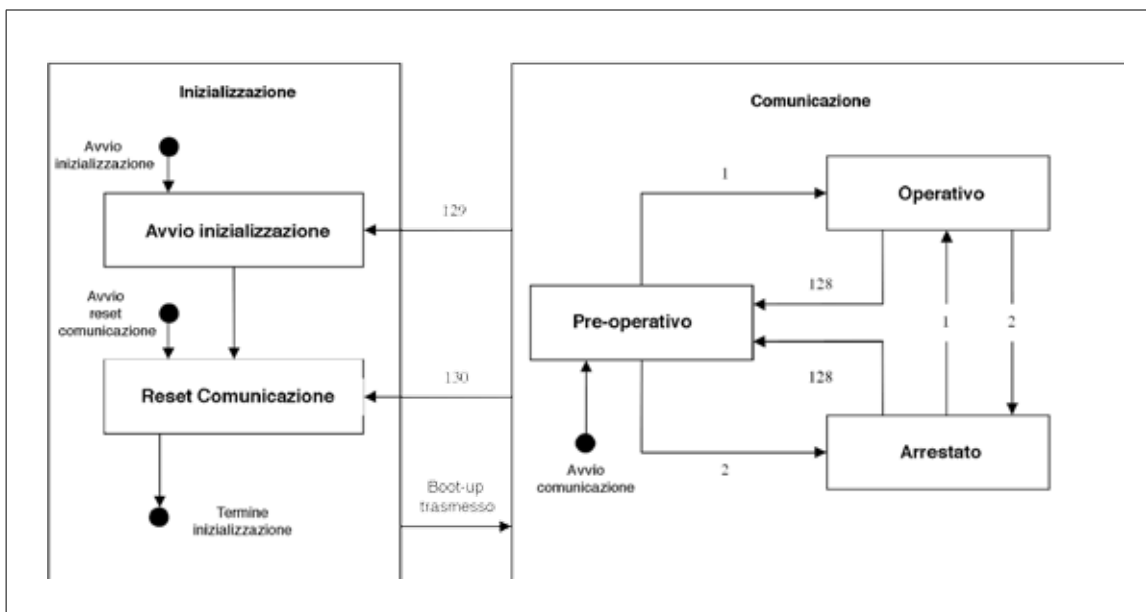 Inizializzazione
Comunicazione
Avvio
inizializzazione
Avvio inizializzazione
129
1
Operativo
128
Avvio
reset
comunicazione
Pre-operativo
1
2
Reset Comunicazione
130
128
Arrestato
2
Avvio
comunicazione
Boot-up
trasmesso
Termine
inizializzazione